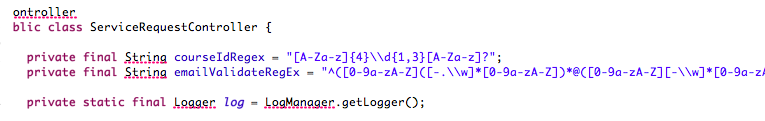 ontroller
blic class ServiceRequestController {
private final String courseIdRegex = "[A-Za-z]{4}\\d{1,3}[A-Za-z]?";
private final String emailValidateRegEx = "^([0-9a-zA-Z]([-.\\w]*[0-9a-zA-Z])*@([0-9a-zA-Z][-\\w]*[0-9a-zA
private static final Logger log = LogManager.getLogger();